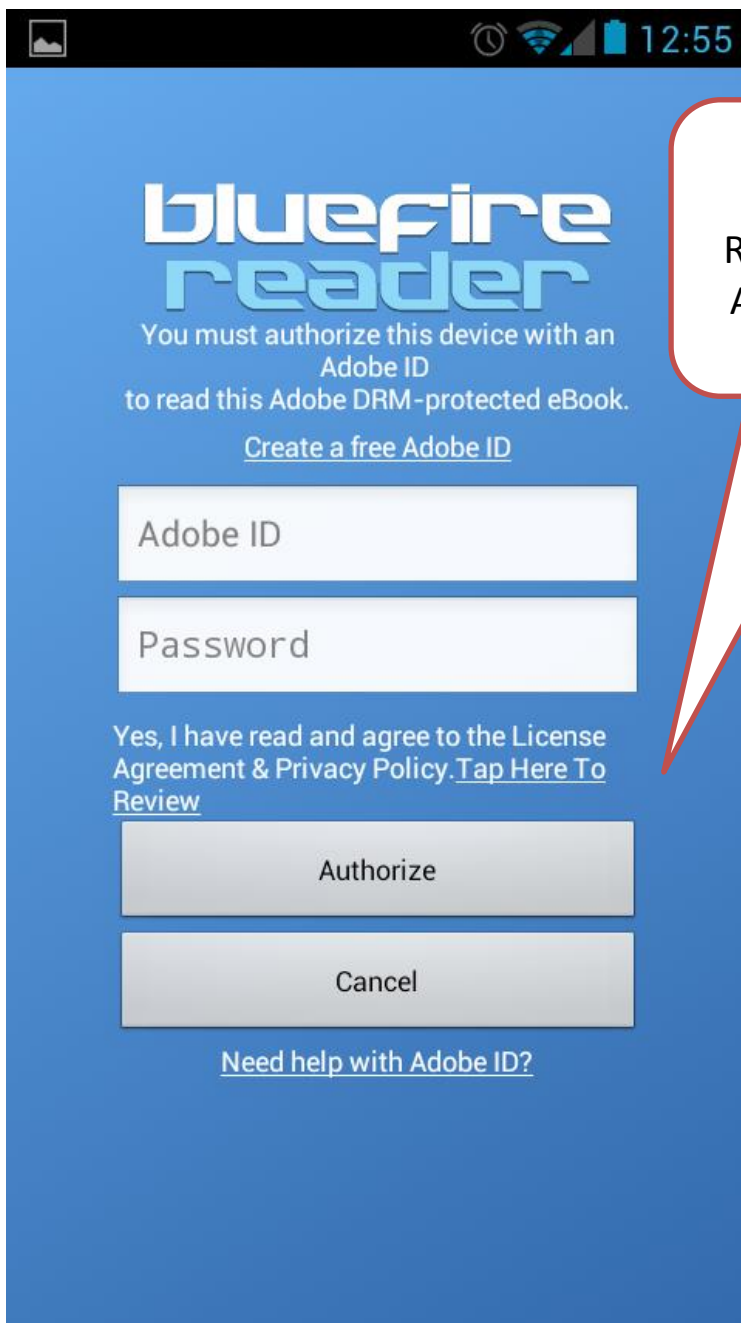 12:55
bluefire
reader
You must authorize this device with an
Adobe ID
to read this Adobe DRM-protected eBook.
Create a free Adobe ID
Adobe ID
Password
Yes, I have read and agree to the License
Agreement & Privacy Policy.Tap Here To
Review
Authorize
Cancel
Need help with Adobe ID?